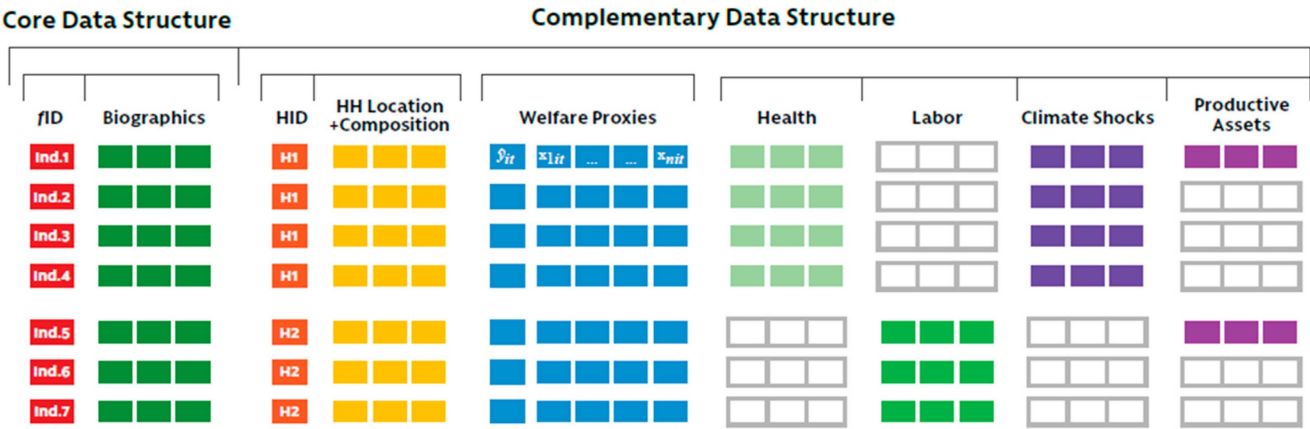 Core Data Structure
Complementary Data Structure
fID
Biographics
HID
HH Location
+Composition
Welfare Proxies
Health
Labor
Climate Shocks
Productive
Assets
Ind.1
H1
ŷit
x1it
...
...
xnit
Ind.2
H1
Ind.3
H1
Ind.4
H1
Ind.5
H2
Ind.6
H2
Ind.7
H2